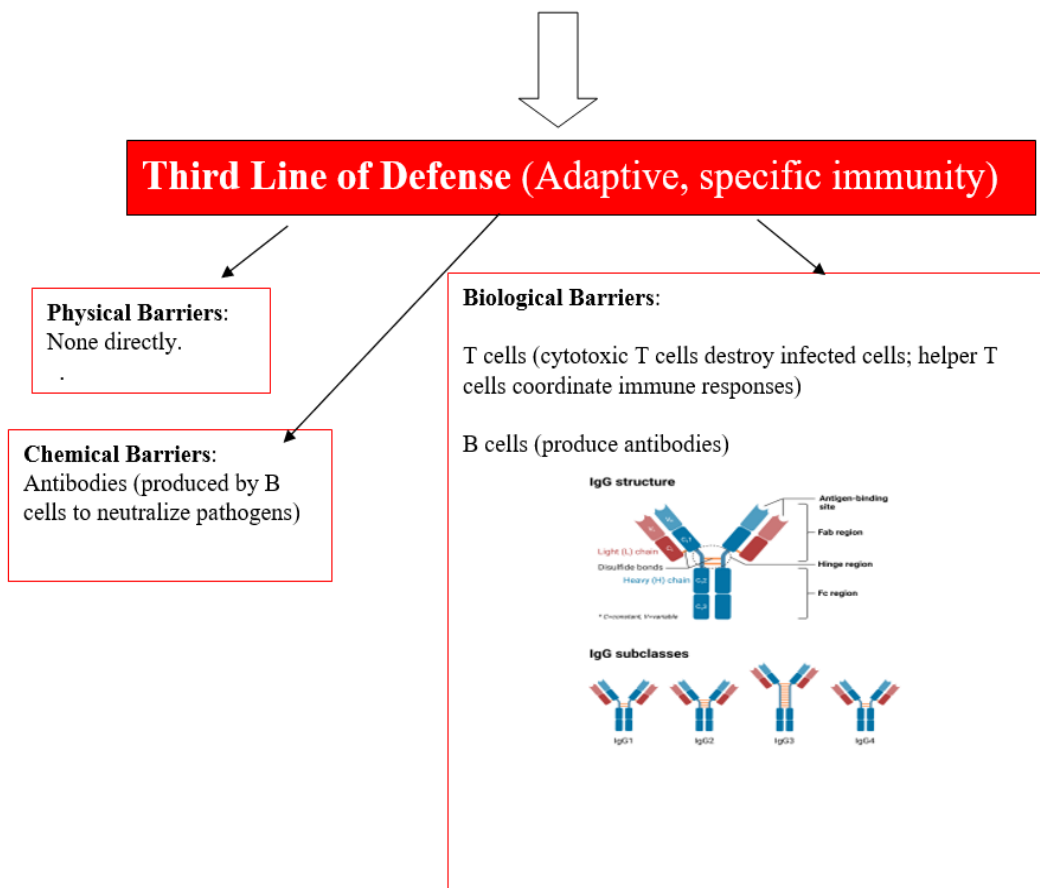 Third Line of Defense (Adaptive, specific immunity)
Physical Barriers:
None directly.
.
Chemical Barriers:
Antibodies (produced by B
cells to neutralize pathogens)
Biological Barriers:
T cells (cytotoxic T cells destroy infected cells; helper T
cells coordinate immune responses)
B cells (produce antibodies)
IgG structure
Antigen-binding
site
Fab region
Light (L) chain
Disulfide bonds
Hinge region
Heavy (H) chain
Fc region
* C=constant, V=variable
IgG subclasses
IgG1
IgG2
IgG3
IgG4